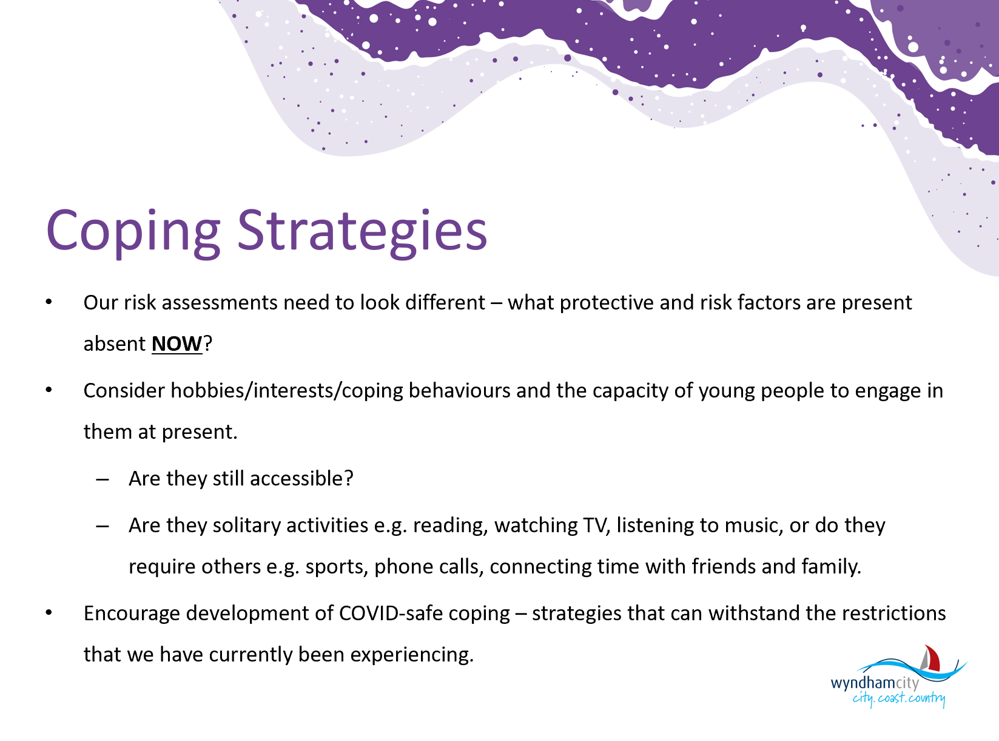 Coping Strategies
• Our risk assessments need to look different – what protective and risk factors are present
absent NOW?
• Consider hobbies/interests/coping behaviours and the capacity of young people to engage in
them at present.
– Are they still accessible?
– Are they solitary activities e.g. reading, watching TV, listening to music, or do they
require others e.g. sports, phone calls, connecting time with friends and family.
• Encourage development of COVID-safe coping – strategies that can withstand the restrictions
that we have currently been experiencing.
wyndhamcity
city. coast. country